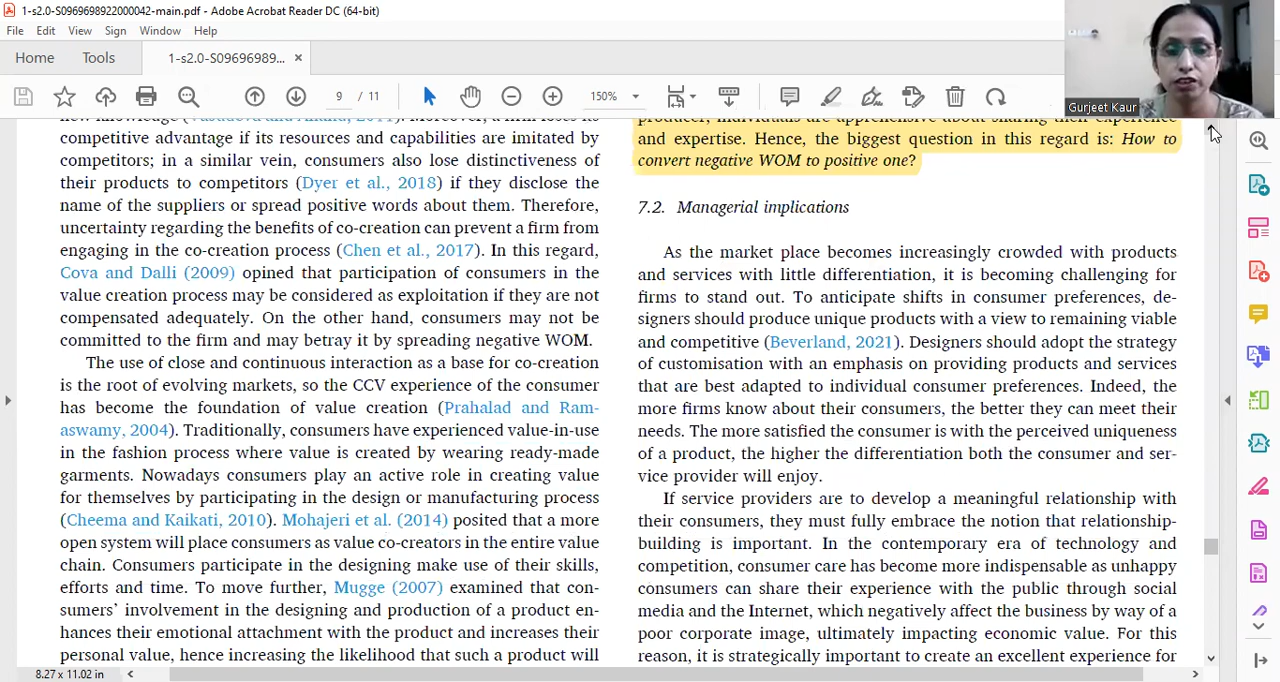 1-s2.0-S0969698922000042-main.pdf - Adobe Acrobat Reader DC (64-bit)
File Edit View Sign Window Help
Home Tools 1-s2.0-S09696989... ×
9 / 11 150%
Gurjeet Kaur
competitive advantage if its resources and capabilities are imitated by
competitors; in a similar vein, consumers also lose distinctiveness of
their products to competitors (Dyer et al., 2018) if they disclose the
name of the suppliers or spread positive words about them. Therefore,
uncertainty regarding the benefits of co-creation can prevent a firm from
engaging in the co-creation process (Chen et al., 2017). In this regard,
Cova and Dalli (2009) opined that participation of consumers in the
value creation process may be considered as exploitation if they are not
compensated adequately. On the other hand, consumers may not be
committed to the firm and may betray it by spreading negative WOM.
The use of close and continuous interaction as a base for co-creation
is the root of evolving markets, so the CCV experience of the consumer
has become the foundation of value creation (Prahalad and Ram-
aswamy, 2004). Traditionally, consumers have experienced value-in-use
in the fashion process where value is created by wearing ready-made
garments. Nowadays consumers play an active role in creating value
for themselves by participating in the design or manufacturing process
(Cheema and Kaikati, 2010). Mohajeri et al. (2014) posited that a more
open system will place consumers as value co-creators in the entire value
chain. Consumers participate in the designing make use of their skills,
efforts and time. To move further, Mugge (2007) examined that con-
sumers' involvement in the designing and production of a product en-
hances their emotional attachment with the product and increases their
personal value, hence increasing the likelihood that such a product will
producer, individuals are apprehensive about sharing their experience
and expertise. Hence, the biggest question in this regard is: How to
convert negative WOM to positive one?
7.2. Managerial implications
As the market place becomes increasingly crowded with products
and services with little differentiation, it is becoming challenging for
firms to stand out. To anticipate shifts in consumer preferences, de-
signers should produce unique products with a view to remaining viable
and competitive (Beverland, 2021). Designers should adopt the strategy
of customisation with an emphasis on providing products and services
that are best adapted to individual consumer preferences. Indeed, the
more firms know about their consumers, the better they can meet their
needs. The more satisfied the consumer is with the perceived uniqueness
of a product, the higher the differentiation both the consumer and ser-
vice provider will enjoy.
If service providers are to develop a meaningful relationship with
their consumers, they must fully embrace the notion that relationship-
building is important. In the contemporary era of technology and
competition, consumer care has become more indispensable as unhappy
consumers can share their experience with the public through social
media and the Internet, which negatively affect the business by way of a
poor corporate image, ultimately impacting economic value. For this
reason, it is strategically important to create an excellent experience for
8.27 x 11.02 in